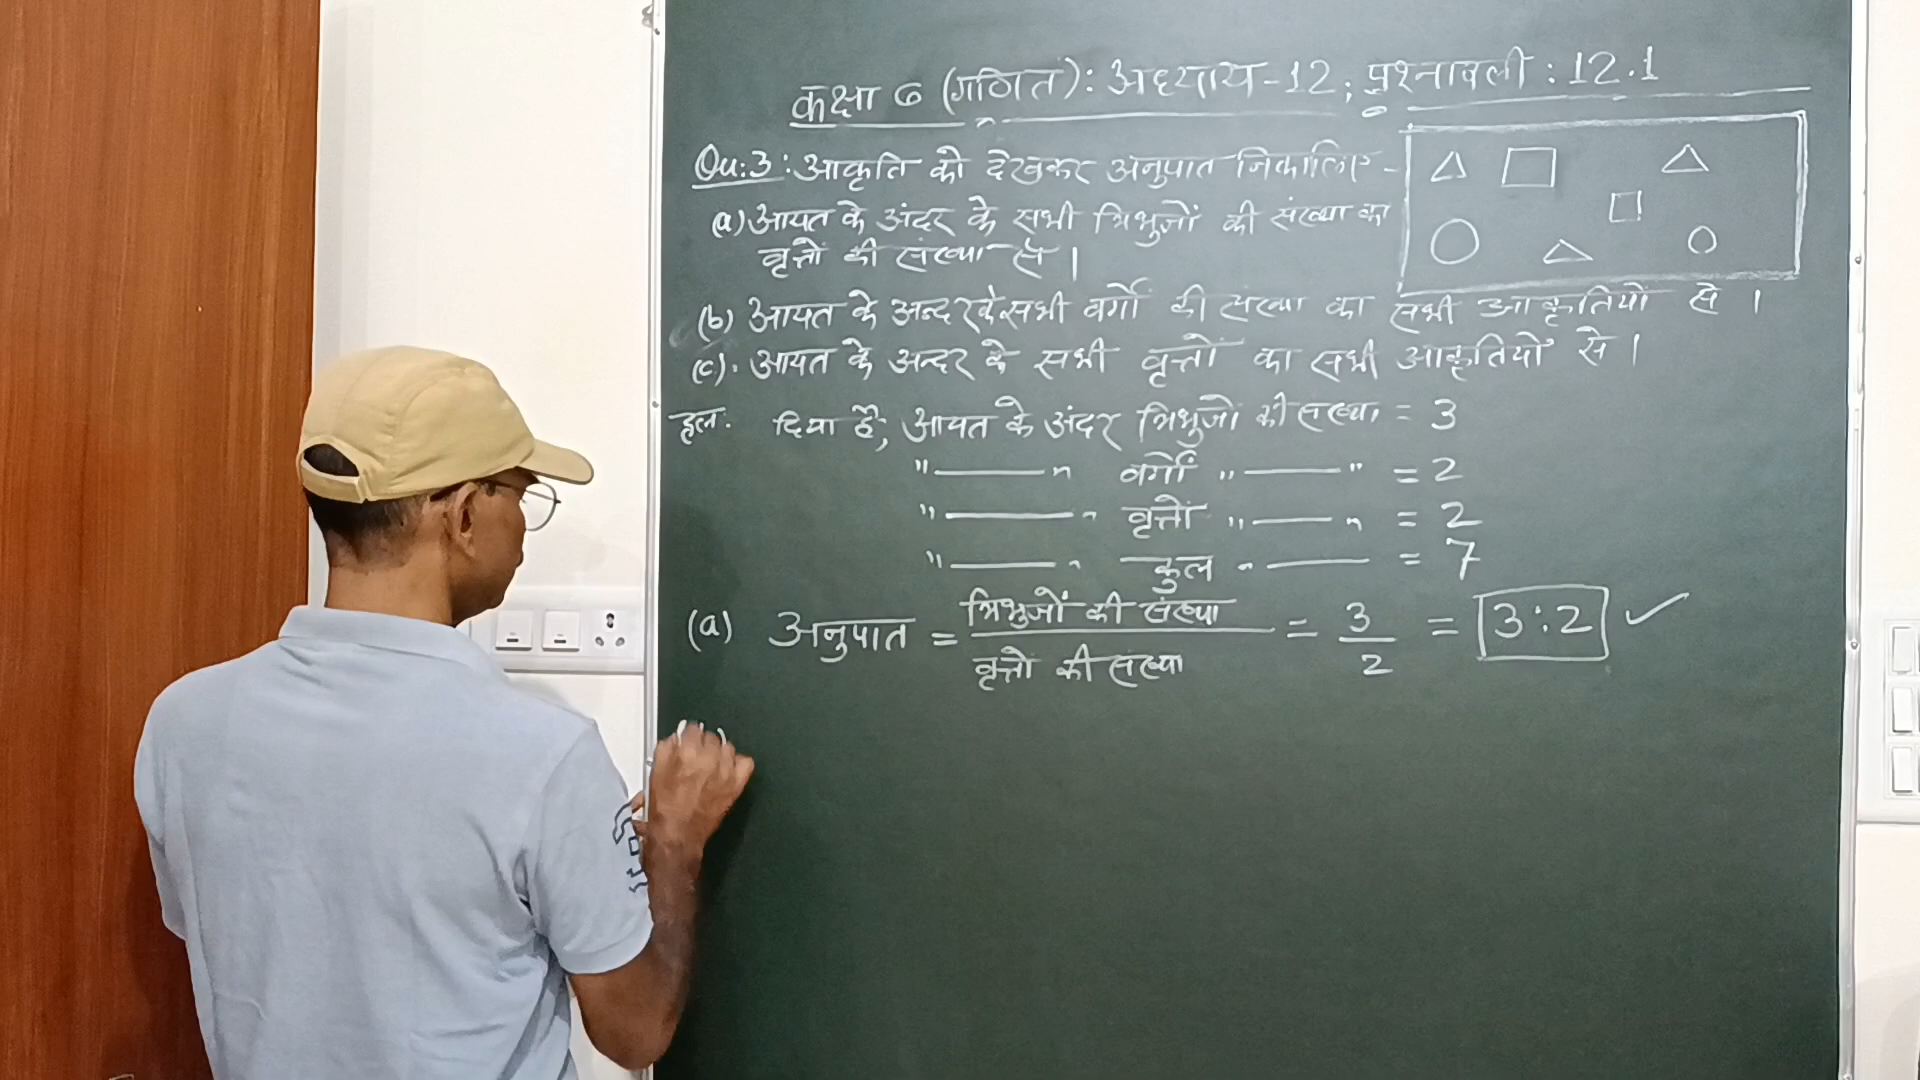 कक्षा 6 (गणित): अध्याय-12; प्रश्नावली: 12.1
Qu:3: आकृति को देखकर अनुपात निकालिए -
(a) आयत के अंदर के सभी त्रिभुजों की संख्या का
वृत्तों की संख्या से।
(b) आयत के अन्दर के सभी वर्गों की संख्या का सभी आकृतियों से।
(c). आयत के अन्दर के सभी वृत्तों का सभी आकृतियों से।
हल. दिया है; आयत के अंदर त्रिभुजों की संख्या = 3
"———" वर्गों "———" = 2
"———" वृत्तों "———" = 2
"———" कुल "——— = 7
(a) अनुपात = त्रिभुजों की संख्या / वृत्तों की संख्या = 3/2 = 3:2 ✓